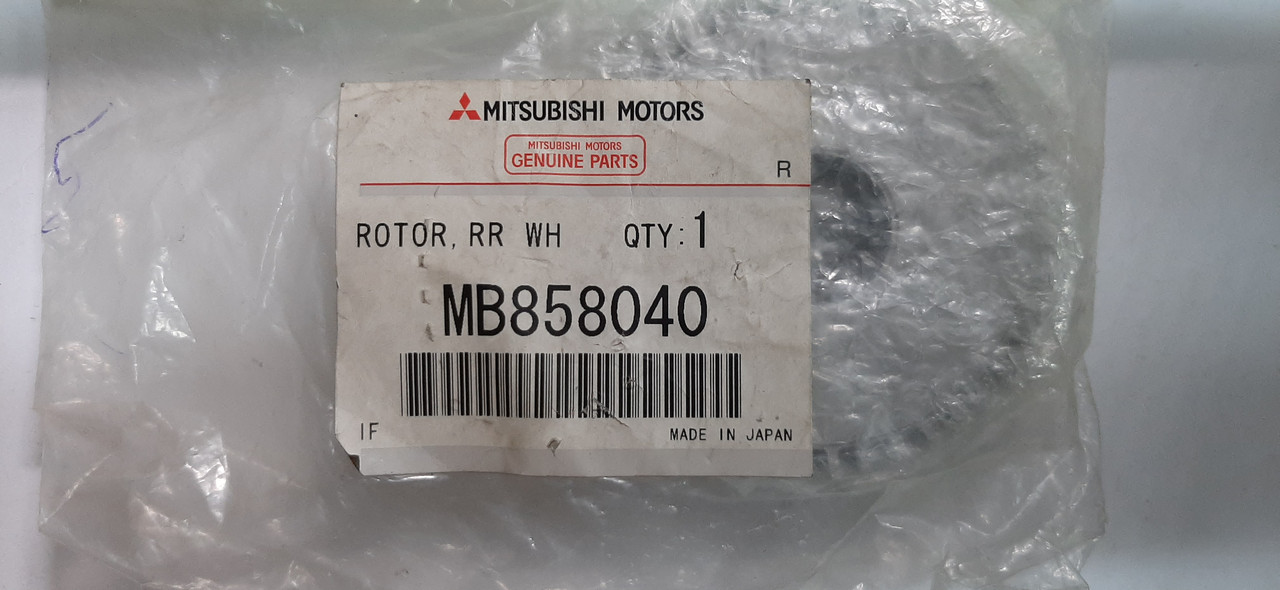 MITSUBISHI MOTORS
MITSUBISHI MOTORS
GENUINE PARTS
R
ROTOR, RR WH QTY: 1
MB858040
IF MADE IN JAPAN